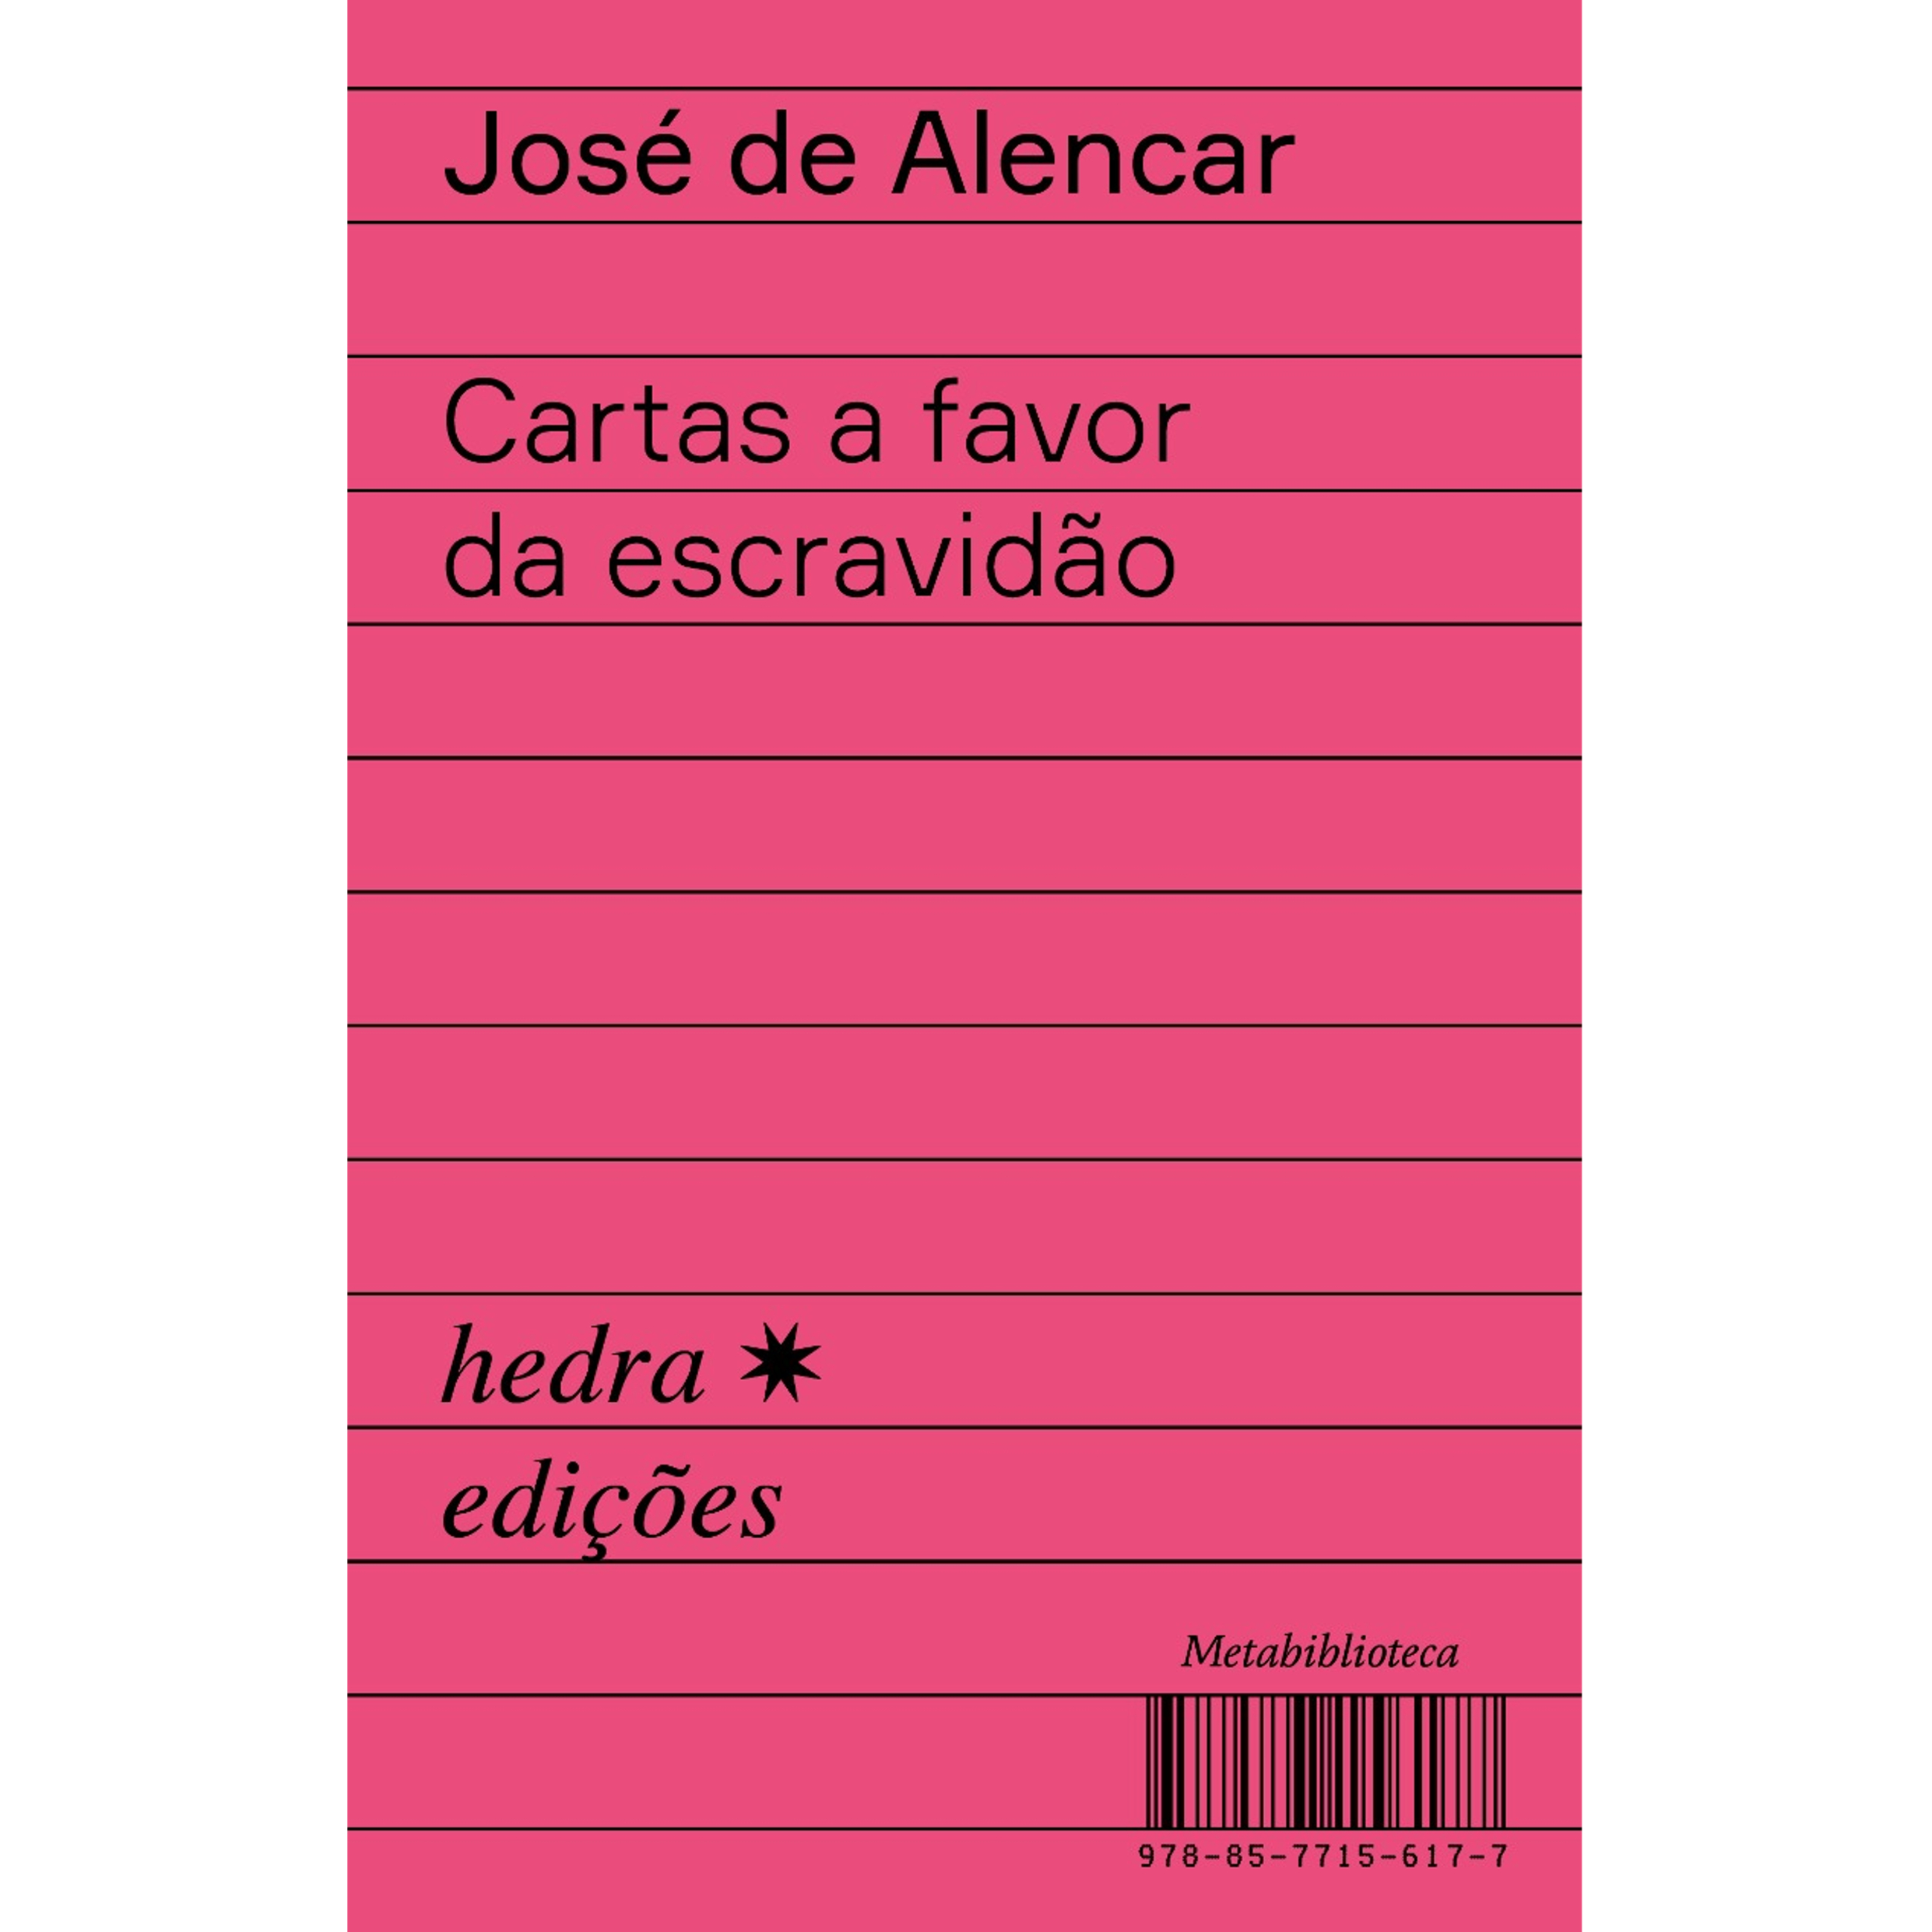 José de Alencar
Cartas a favor
da escravidão
hedra
edições
Metabiblioteca
978-85-7715-617-7